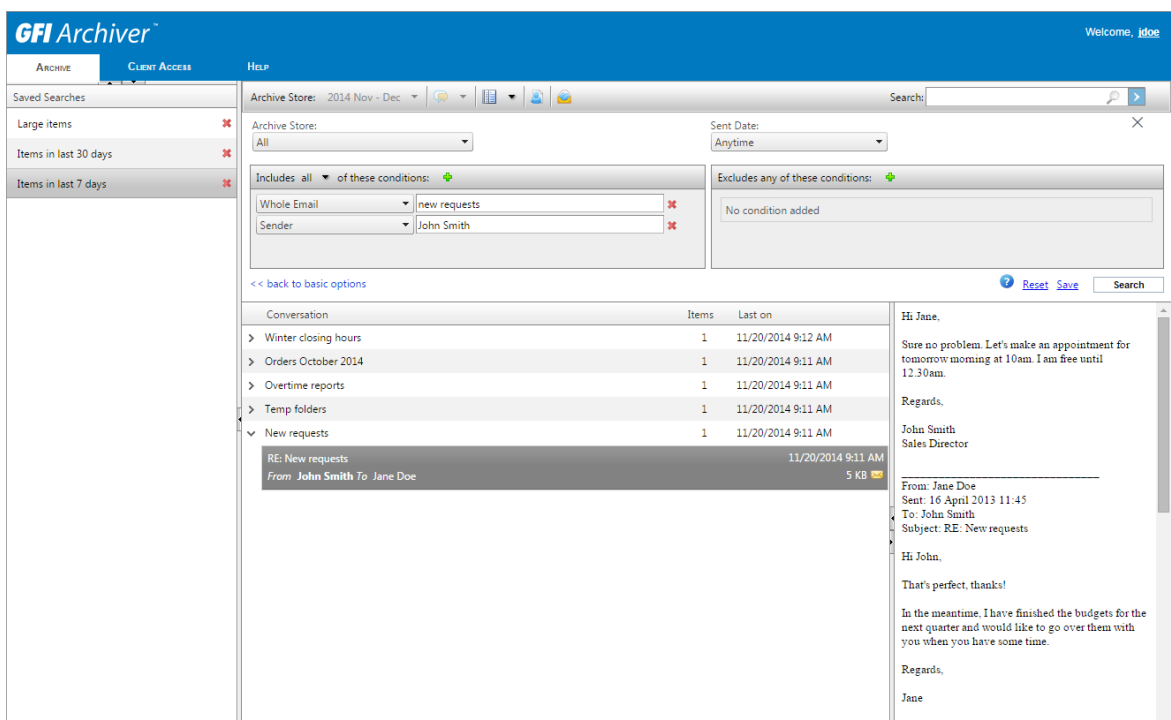 GFI Archiver™
Welcome, jdoe
Archive Client Access Help
Saved Searches
Large items
Items in last 30 days
Items in last 7 days
Archive Store: 2014 Nov - Dec Search:
Archive Store: Sent Date:
All Anytime
Includes all of these conditions: Excludes any of these conditions:
Whole Email new requests
No condition added
Sender John Smith
<< back to basic options Reset Save Search
Conversation Items Last on
Winter closing hours 1 11/20/2014 9:12 AM
Orders October 2014 1 11/20/2014 9:11 AM
Overtime reports 1 11/20/2014 9:11 AM
Temp folders 1 11/20/2014 9:11 AM
New requests 1 11/20/2014 9:11 AM
RE: New requests 11/20/2014 9:11 AM
From John Smith To Jane Doe 5 KB
Hi Jane,
Sure no problem. Let's make an appointment for
tomorrow morning at 10am. I am free until
12.30am.
Regards,
John Smith
Sales Director
From: Jane Doe
Sent: 16 April 2013 11:45
To: John Smith
Subject: RE: New requests
Hi John,
That's perfect, thanks!
In the meantime, I have finished the budgets for the
next quarter and would like to go over them with
you when you have some time.
Regards,
Jane